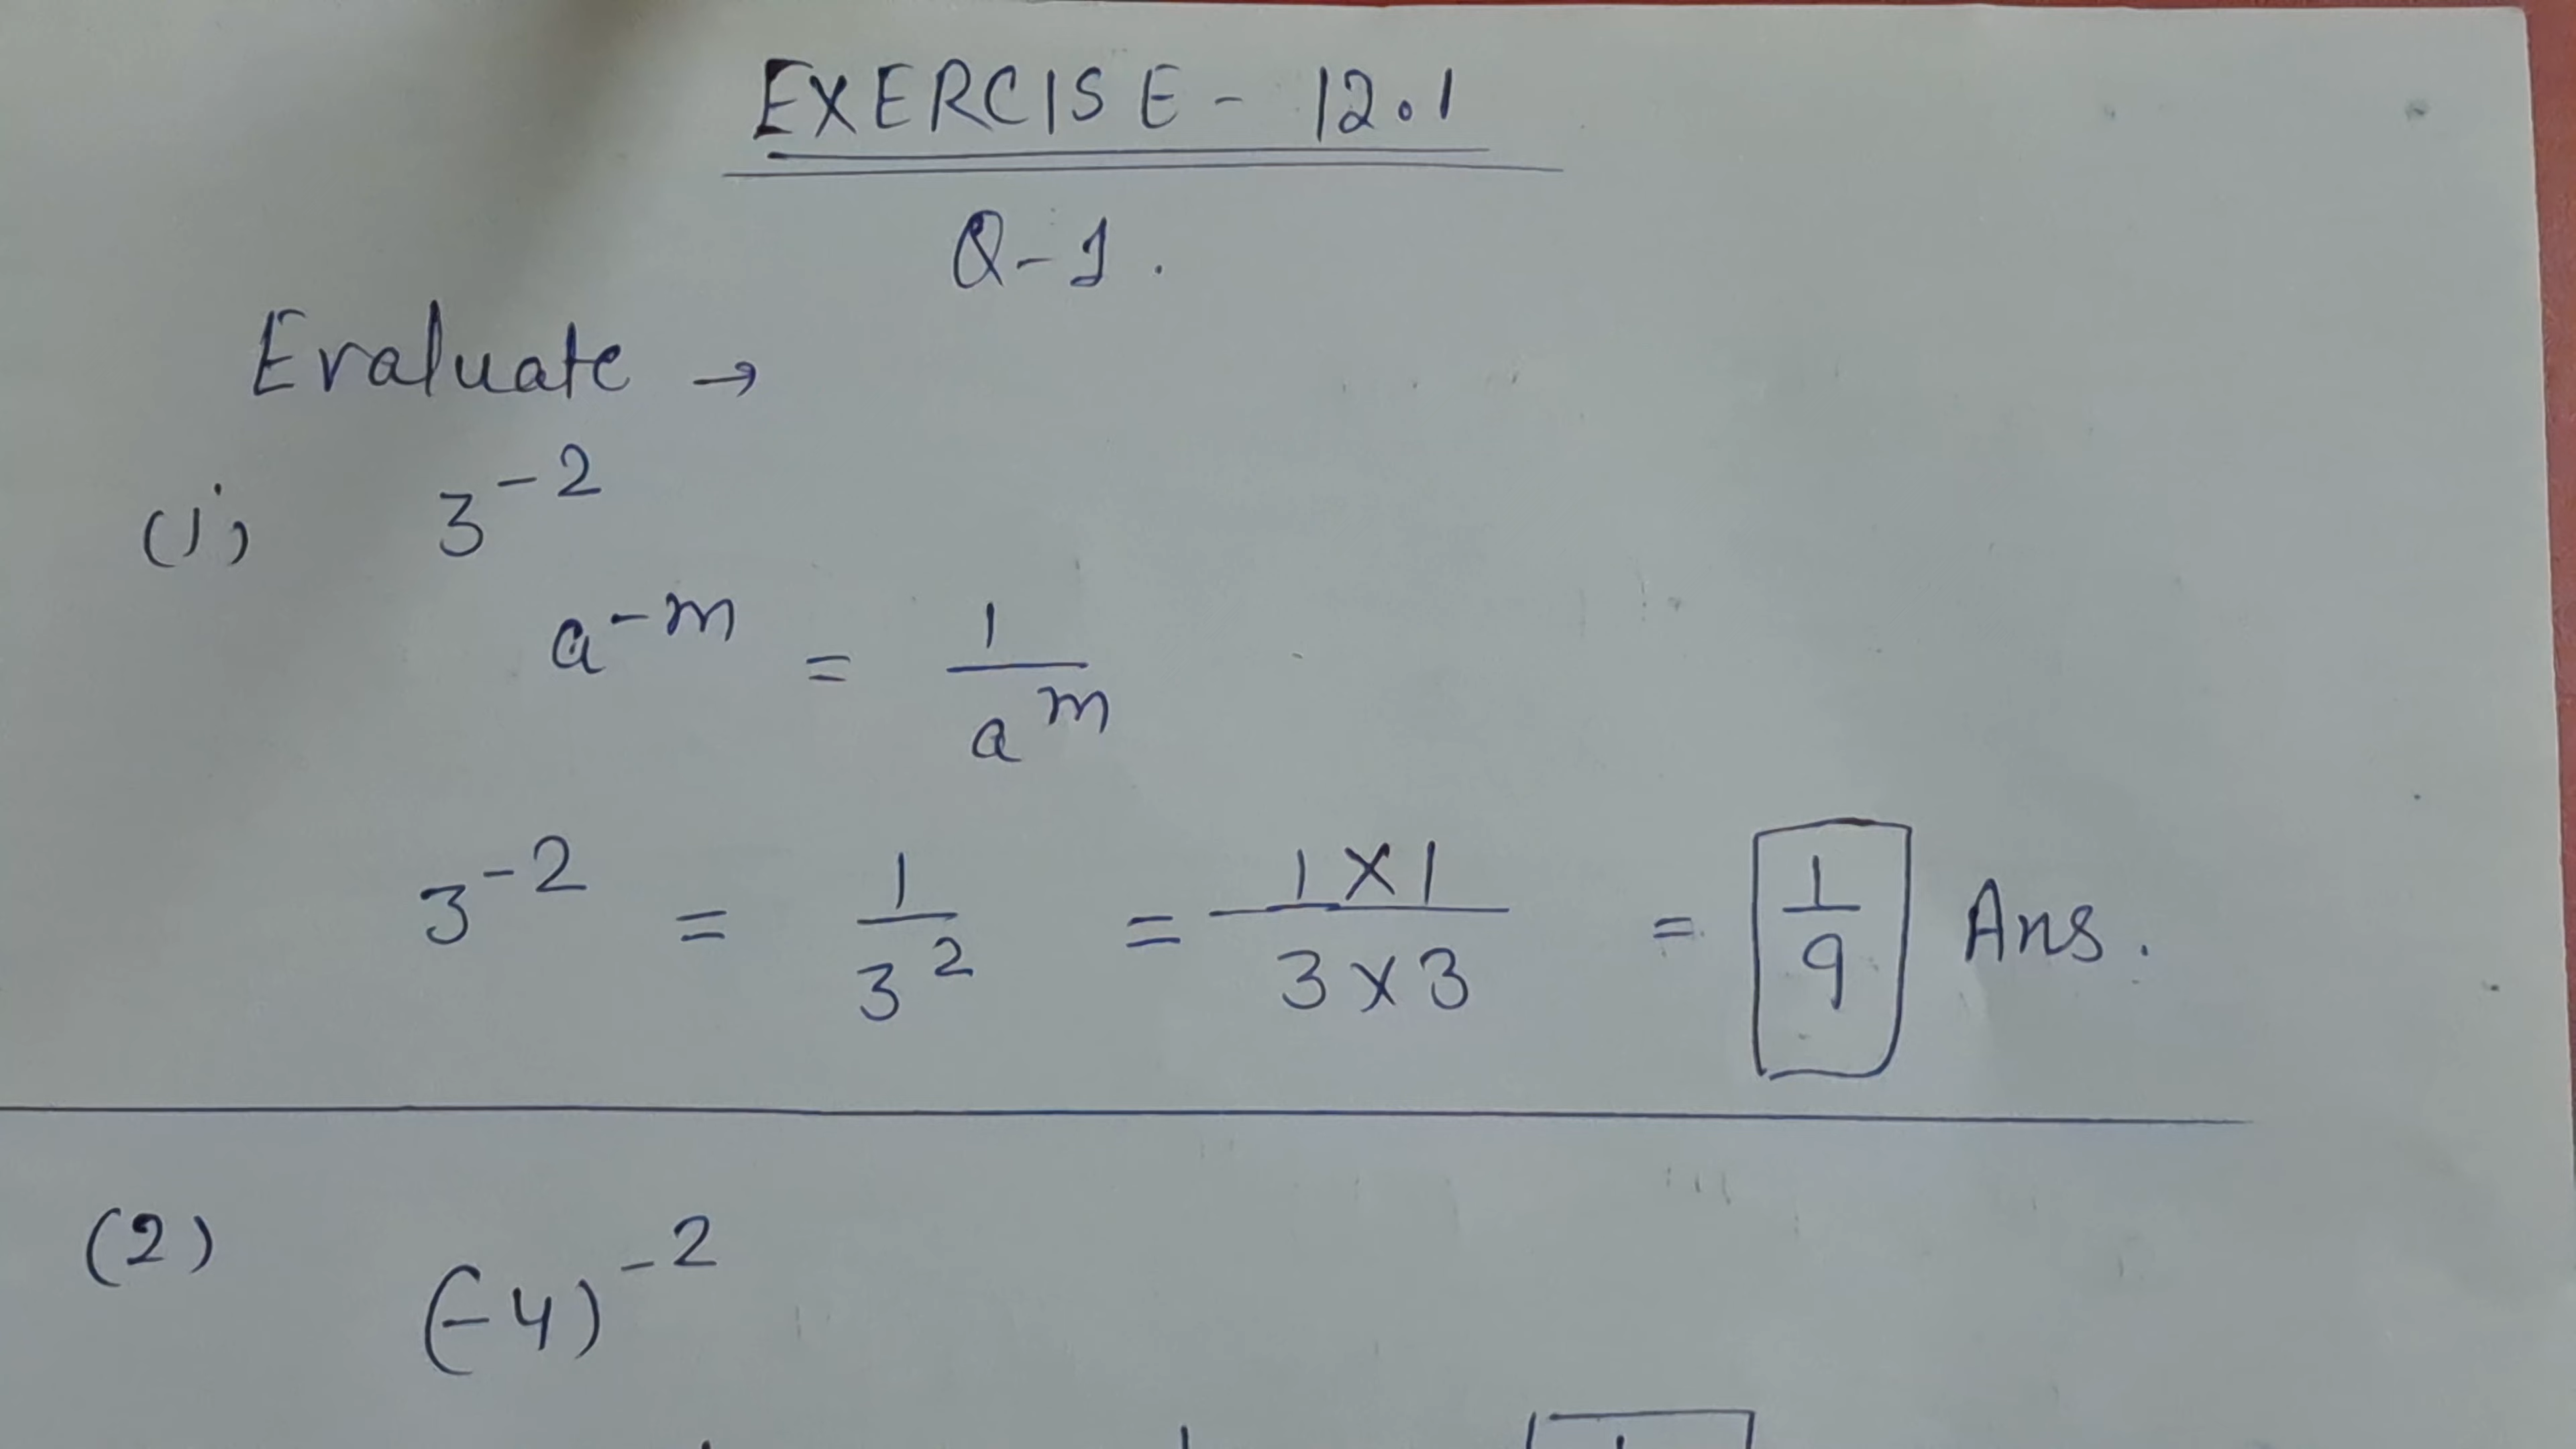 EXERCISE - 12.1
Q-1.
Evaluate →
(i) 3^-2
a^-m = 1/a^m
3^-2 = 1/3^2 = 1×1/3×3 = 1/9 Ans.
(2) (-4)^-2